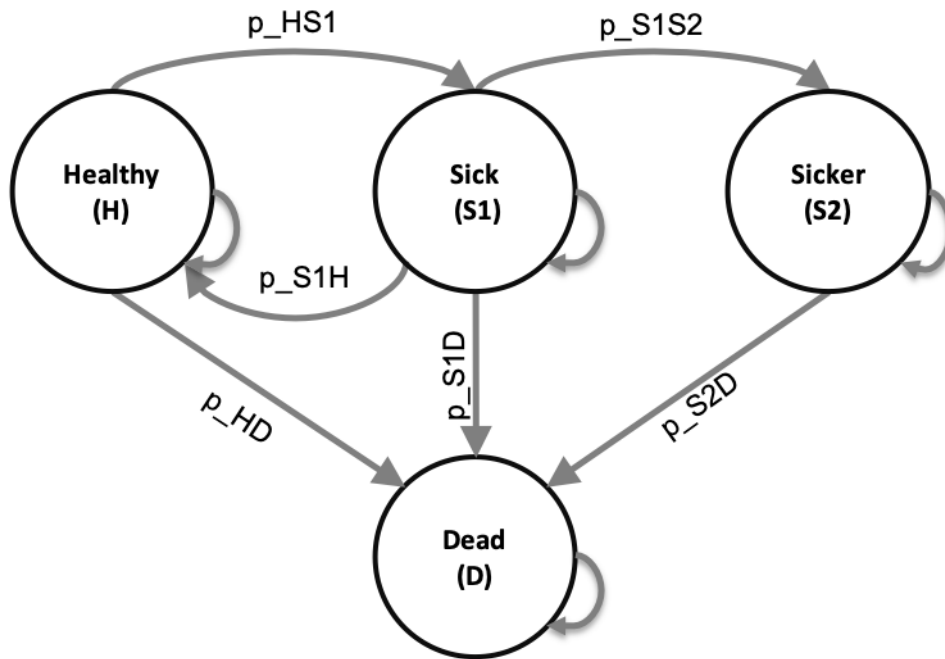 p_HS1
p_S1S2
Healthy
(H)
Sick
(S1)
Sicker
(S2)
p_S1H
p_HD
p_S1D
p_S2D
Dead
(D)